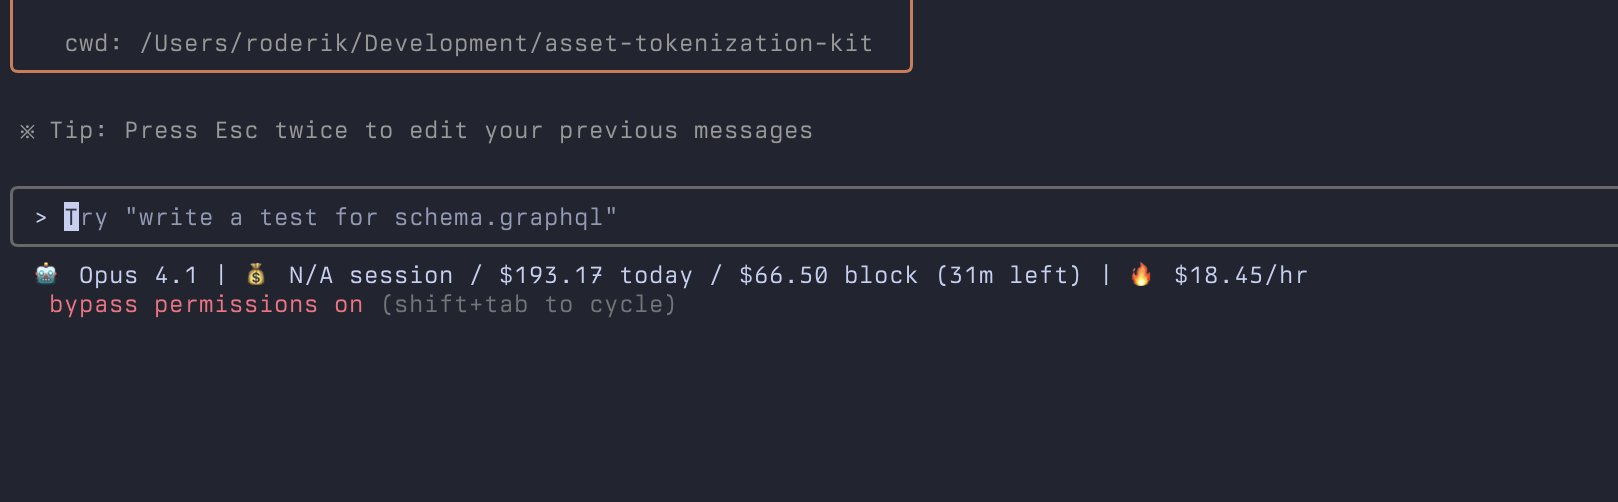 cwd: /Users/roderik/Development/asset-tokenization-kit
※ Tip: Press Esc twice to edit your previous messages
> Try "write a test for schema.graphql"
🤖 Opus 4.1 | 💰 N/A session / $193.17 today / $66.50 block (31m left) | 🔥 $18.45/hr
bypass permissions on (shift+tab to cycle)